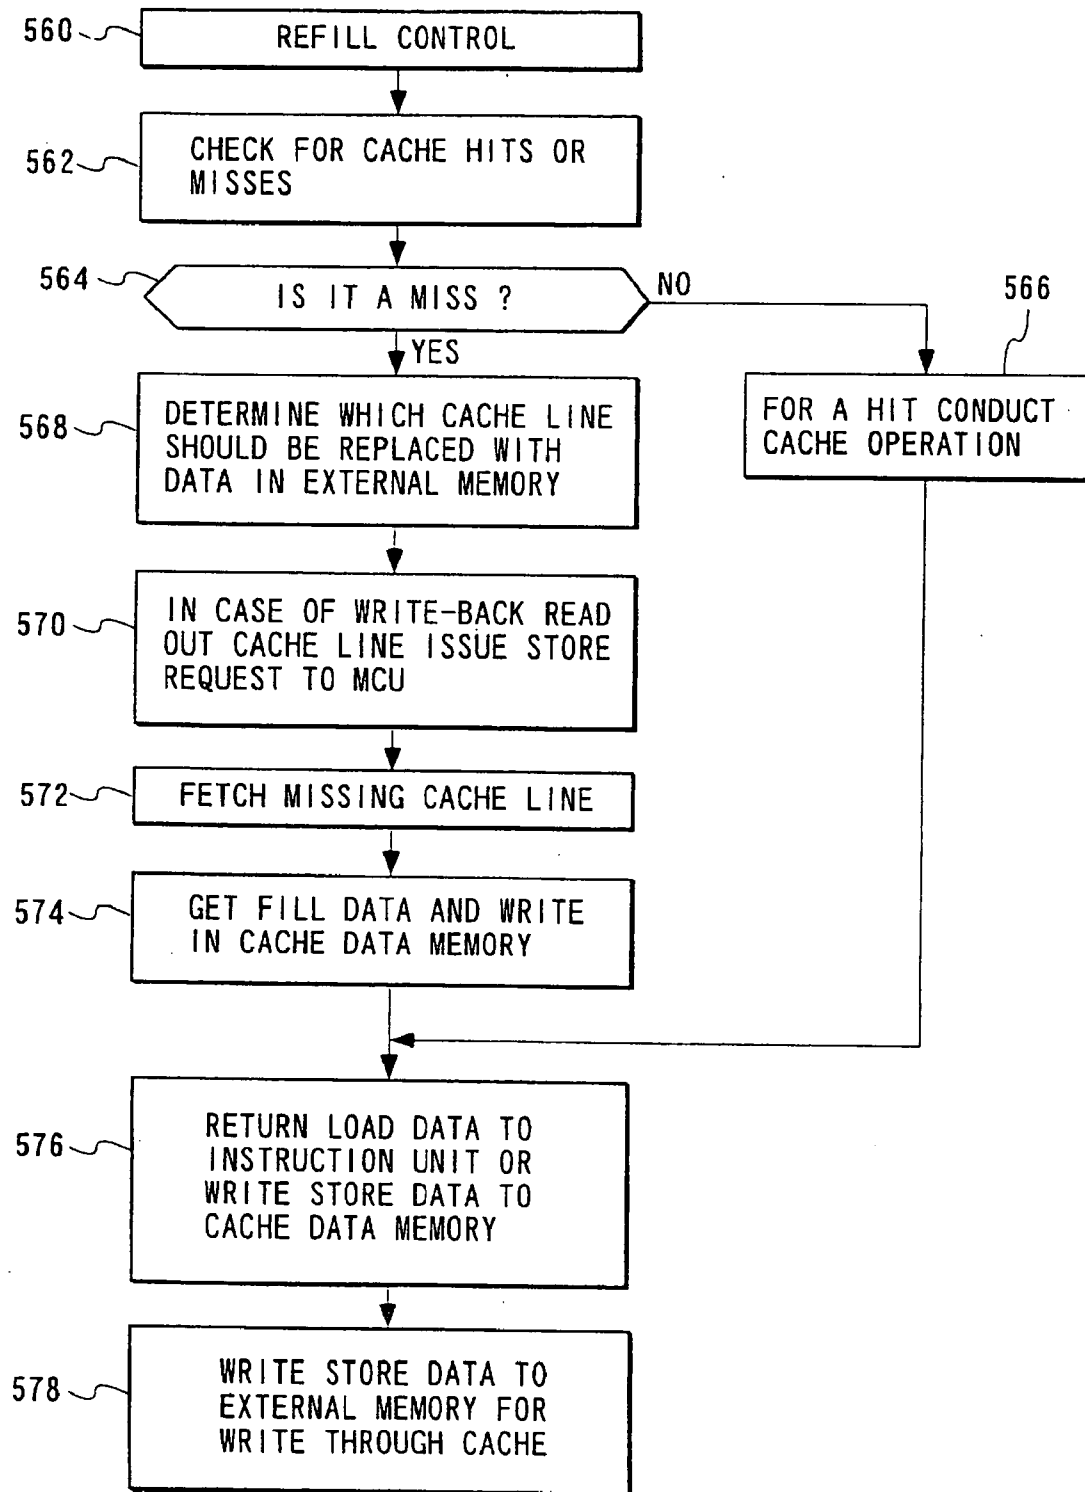 560
REFILL CONTROL
562
CHECK FOR CACHE HITS OR
MISSES
564
IS IT A MISS ?
NO
566
YES
568
DETERMINE WHICH CACHE LINE
SHOULD BE REPLACED WITH
DATA IN EXTERNAL MEMORY
FOR A HIT CONDUCT
CACHE OPERATION
570
IN CASE OF WRITE-BACK READ
OUT CACHE LINE ISSUE STORE
REQUEST TO MCU
572
FETCH MISSING CACHE LINE
574
GET FILL DATA AND WRITE
IN CACHE DATA MEMORY
576
RETURN LOAD DATA TO
INSTRUCTION UNIT OR
WRITE STORE DATA TO
CACHE DATA MEMORY
578
WRITE STORE DATA TO
EXTERNAL MEMORY FOR
WRITE THROUGH CACHE